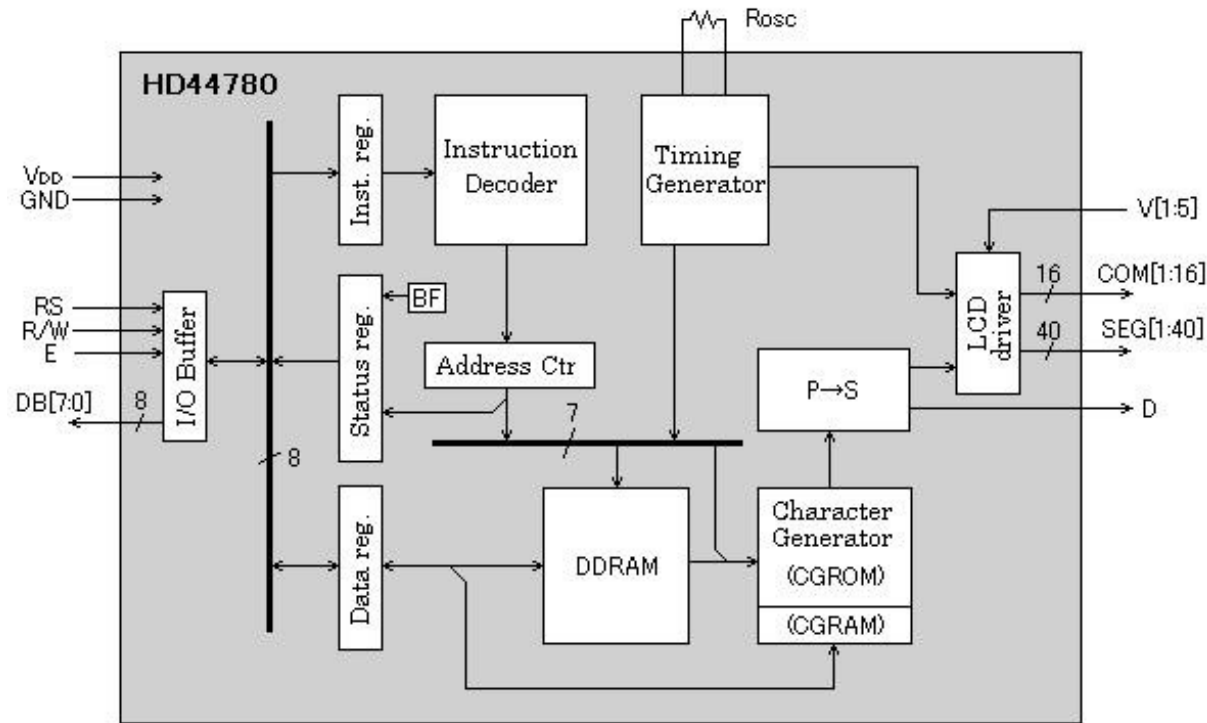 Rosc
HD44780
Inst. reg.
Instruction
Decoder
Timing
Generator
VDD
GND
V[1:5]
RS
R/W
E
DB[7:0]
8
I/O Buffer
8
Status reg.
BF
Address Ctr
7
LCD
driver
16
COM[1:16]
40
SEG[1:40]
P→S
D
Data reg.
DDRAM
Character
Generator
(CGROM)
(CGRAM)